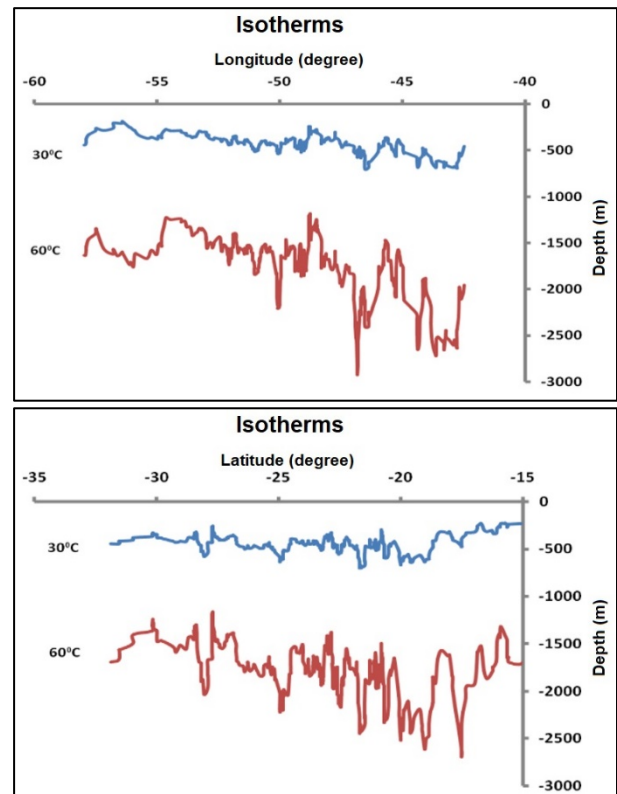 Isotherms
Longitude (degree)
-60 -55 -50 -45 -40
0
30ºC
-500
-1000
60ºC
-1500
Depth (m)
-2000
-2500
-3000
Isotherms
Latitude (degree)
-35 -30 -25 -20 -15
0
30ºC
-500
-1000
60ºC
-1500
Depth (m)
-2000
-2500
-3000